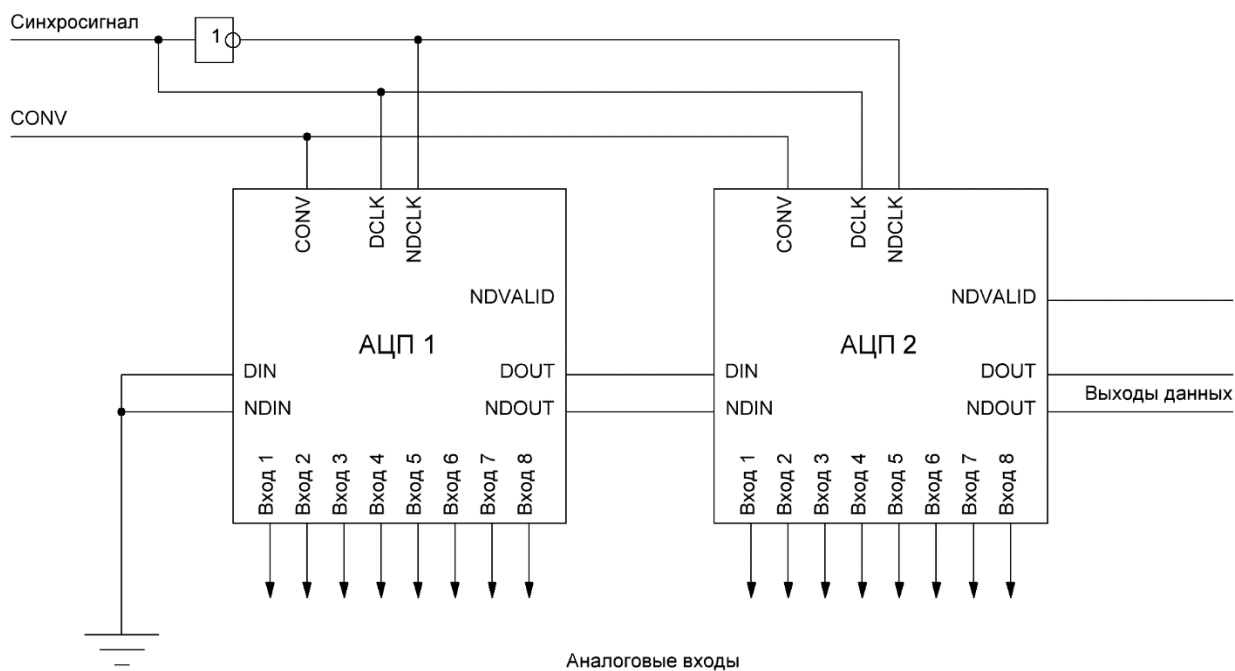 Синхросигнал
1
CONV
CONV
DCLK
NDCLK
CONV
DCLK
NDCLK
NDVALID
NDVALID
АЦП 1
АЦП 2
DIN
DOUT
DIN
DOUT
NDIN
NDOUT
NDIN
NDOUT
Выходы данных
Вход 1
Вход 2
Вход 3
Вход 4
Вход 5
Вход 6
Вход 7
Вход 8
Вход 1
Вход 2
Вход 3
Вход 4
Вход 5
Вход 6
Вход 7
Вход 8
Аналоговые входы